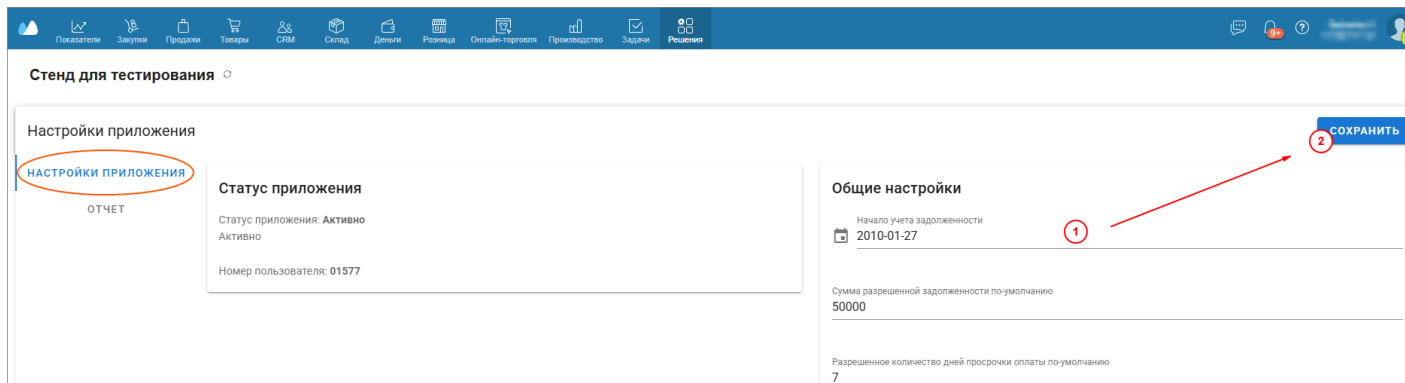 Показатели Закупки Продажи Товары CRM Склад Деньги Розница Онлайн-торговля Производство Задачи Решения 9+
Стенд для тестирования
Настройки приложения
СОХРАНИТЬ
2
НАСТРОЙКИ ПРИЛОЖЕНИЯ
ОТЧЕТ
Статус приложения
Статус приложения: Активно
Активно
Номер пользователя: 01577
Общие настройки
Начало учета задолженности
2010-01-27
1
Сумма разрешенной задолженности по-умолчанию
50000
Разрешенное количество дней просрочки оплаты по-умолчанию
7